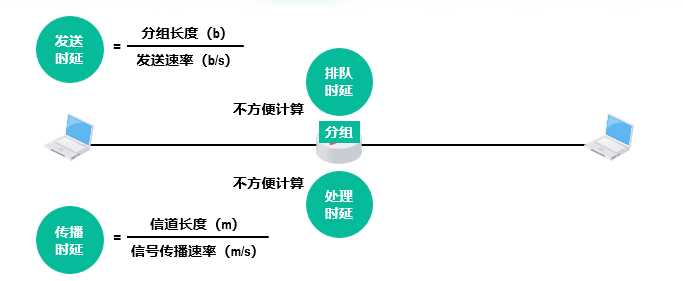 发送
时延
=
分组长度（b）
发送速率（b/s）
排队
时延
不方便计算
分组
不方便计算
处理
时延
传播
时延
=
信道长度（m）
信号传播速率（m/s）